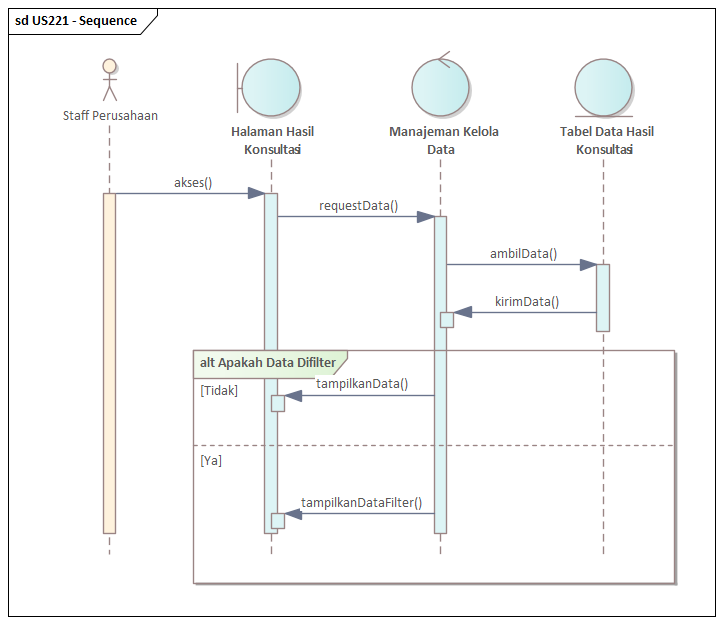 sd US221 - Sequence
Staff Perusahaan
Halaman Hasil
Konsultasi
Manajeman Kelola
Data
Tabel Data Hasil
Konsultasi
akses()
requestData()
ambilData()
kirimData()
alt Apakah Data Difilter
[Tidak]
tampilkanData()
[Ya]
tampilkanDataFilter()